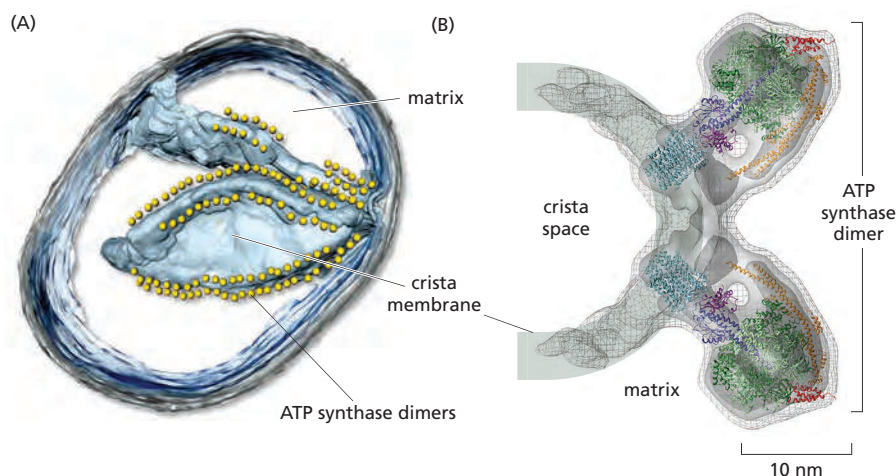 (A)
matrix
crista
membrane
ATP synthase dimers
(B)
crista
space
matrix
ATP
synthase
dimer
10 nm